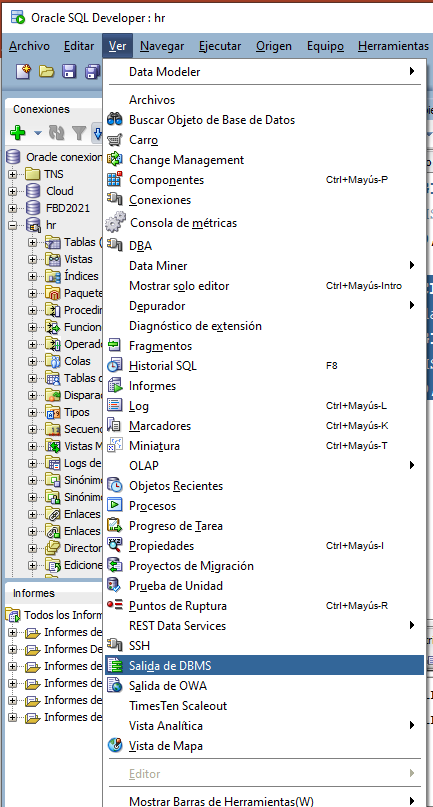 Oracle SQL Developer : hr
Archivo Editar Ver Navegar Ejecutar Origen Equipo Herramientas
Conexiones
Oracle conexion
TNS
Cloud
FBD2021
hr
Tablas (
Vistas
Índices
Paquete
Procedir
Funcion
Operado
Colas
Tablas d
Dispara
Tipos
Secuenc
Vistas M
Logs de
Sinónim
Sinónim
Enlaces
Enlaces
Director
Edicione
Informes
Todos los Inform
Informes de
Informes De
Informes de
Informes de
Informes de
Data Modeler
Archivos
Buscar Objeto de Base de Datos
Carro
Change Management
Componentes Ctrl+Mayús-P
Conexiones
Consola de métricas
DBA
Data Miner
Mostrar solo editor Ctrl+Mayús-Intro
Depurador
Diagnóstico de extensión
Fragmentos
Historial SQL F8
Informes
Log Ctrl+Mayús-L
Marcadores Ctrl+Mayús-K
Miniatura Ctrl+Mayús-T
OLAP
Objetos Recientes
Procesos
Progreso de Tarea
Propiedades Ctrl+Mayús-I
Proyectos de Migración
Prueba de Unidad
Puntos de Ruptura Ctrl+Mayús-R
REST Data Services
SSH
Salida de DBMS
Salida de OWA
TimesTen Scaleout
Vista Analítica
Vista de Mapa
Editor
Mostrar Barras de Herramientas(W)